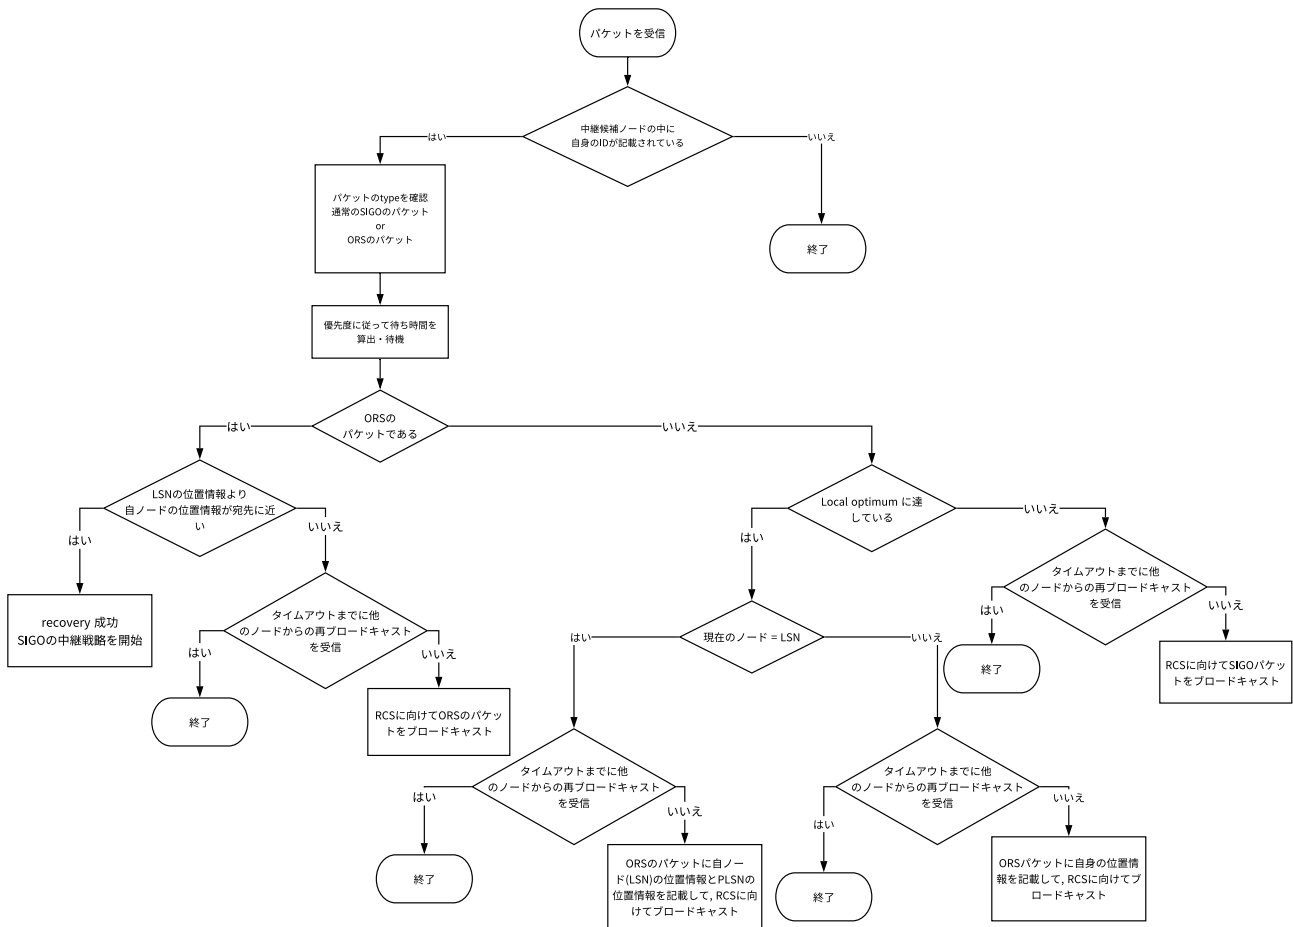 パケットを受信
中継候補ノードの中に
自身のIDが記載されている
はい
いいえ
パケットのtypeを確認
通常のSIGOのパケット
or
ORSのパケット
終了
優先度に従って待ち時間を
算出・待機
ORSの
パケットである
はい
いいえ
LSNの位置情報より
自ノードの位置情報が宛先に近
い
はい
いいえ
Local optimum に達
している
はい
いいえ
recovery 成功
SIGOの中継戦略を開始
タイムアウトまでに他
のノードからの再ブロードキャスト
を受信
はい
いいえ
終了
RCSに向けてORSのパケッ
トをブロードキャスト
現在のノード = LSN
はい
いいえ
タイムアウトまでに他
のノードからの再ブロードキャスト
を受信
はい
いいえ
終了
RCSに向けてSIGOパケッ
トをブロードキャスト
タイムアウトまでに他
のノードからの再ブロードキャスト
を受信
はい
いいえ
終了
ORSのパケットに自ノー
ド(LSN)の位置情報とPLSNの
位置情報を記載して, RCSに向
けてブロードキャスト
タイムアウトまでに他
のノードからの再ブロードキャスト
を受信
はい
いいえ
終了
ORSパケットに自身の位置情
報を記載して, RCSに向けてブ
ロードキャスト